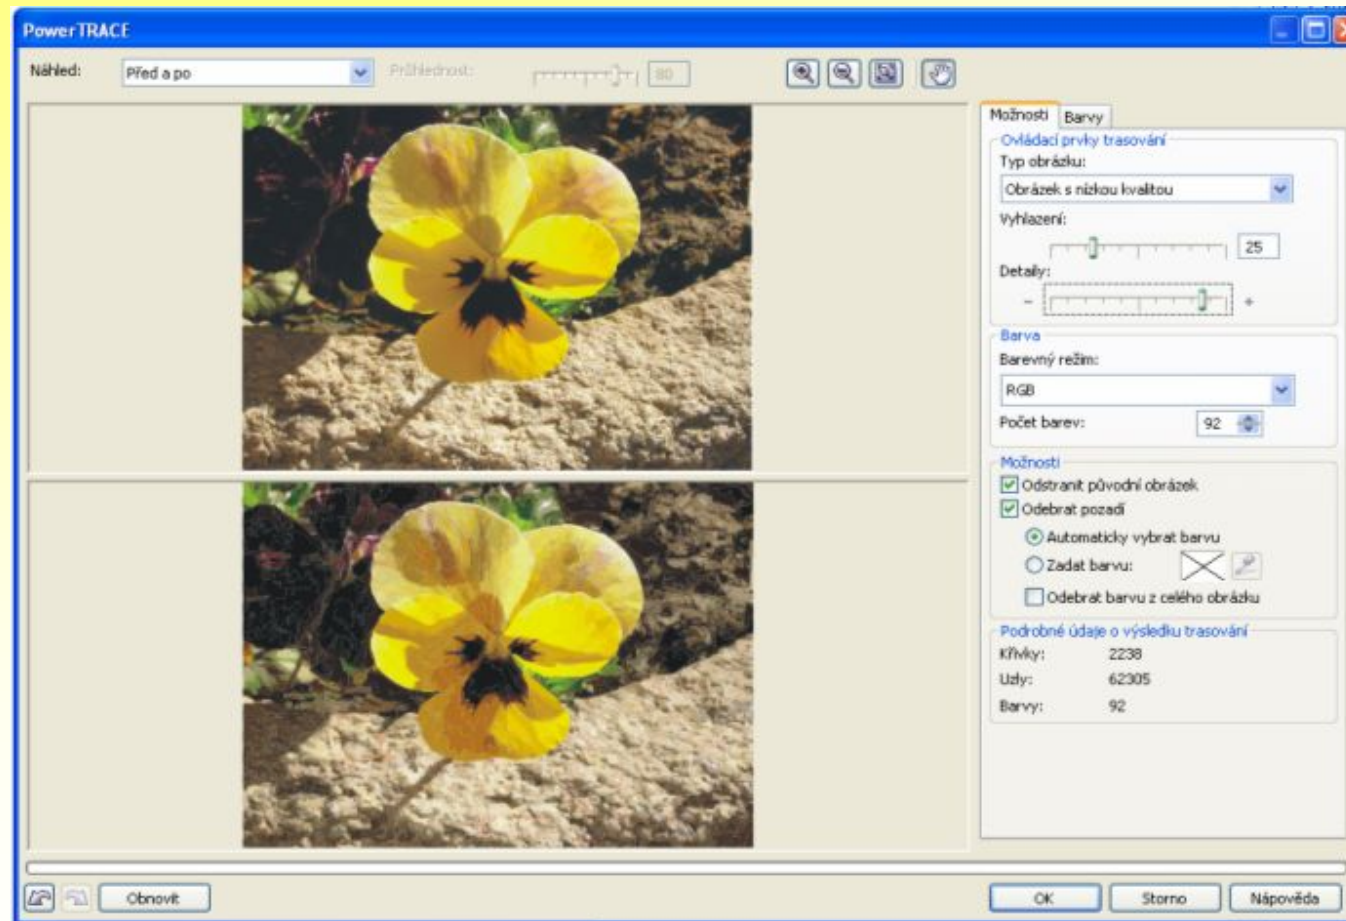 PowerTRACE
Náhled: Před a po Průhlednost: 80
Možnosti Barvy
Ovládací prvky trasování
Typ obrázku:
Obrázek s nízkou kvalitou
Vyhlazení:
25
Detaily:
- +
Barva
Barevný režim:
RGB
Počet barev: 92
Možnosti
Odstranit původní obrázek
Odebrat pozadí
Automaticky vybrat barvu
Zadat barvu:
Odebrat barvu z celého obrázku
Podrobné údaje o výsledku trasování
Křivky: 2238
Uzly: 62305
Barvy: 92
Obnovit OK Storno Nápověda